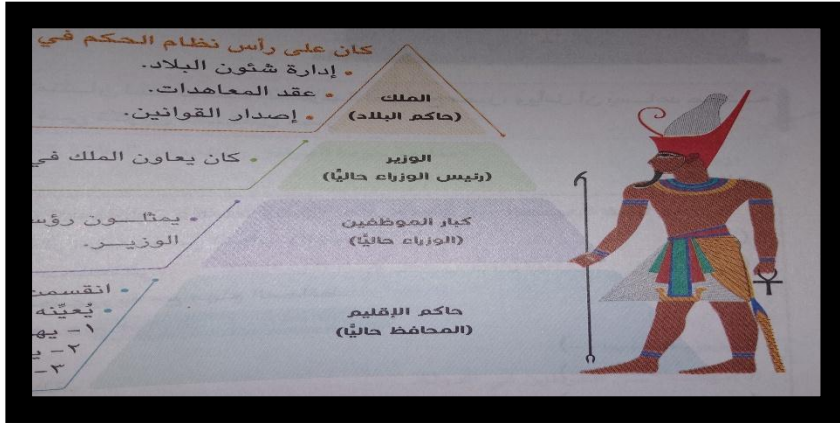 كان على رأس نظام الحكم في
• إدارة شئون البلاد.
• عقد المعاهدات.
• إصدار القوانين.
الملك
(حاكم البلاد)
• كان يعاون الملك في
الوزير
(رئيس الوزراء حاليًّا)
• يمثلون
الوزير.
كبار الموظفين
(الوزراء حاليًّا)
• انقسمت
• يُعيِّنه
١-
٢-
٣-
حاكم الإقليم
(المحافظ حاليًّا)